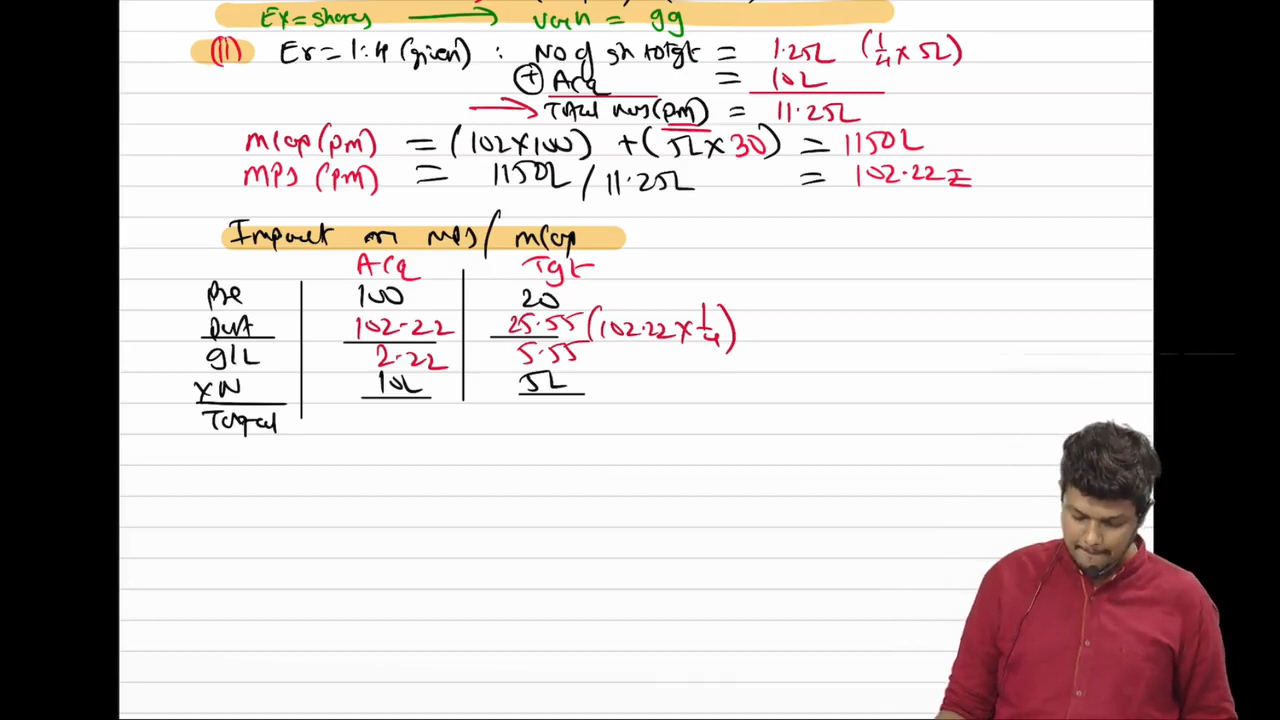 Ex = shares → vain = gg
(II) Er = 1:4 (given) : No of sh to tgt = 1.25L (1/4 x 5L)
(+) Acq = 10L
→ Total nos (pm) = 11.25L
mcap (pm) = (10L x 100) + (5L x 30) = 1150L
MPS (pm) = 1150L / 11.25L = 102.22
Impact on mps / mcap
Acq Tgt
Pre 100 20
post 102.22 25.55 (102.22 x 1/4)
g/L 2.22 5.55
x N 10L 5L
Total